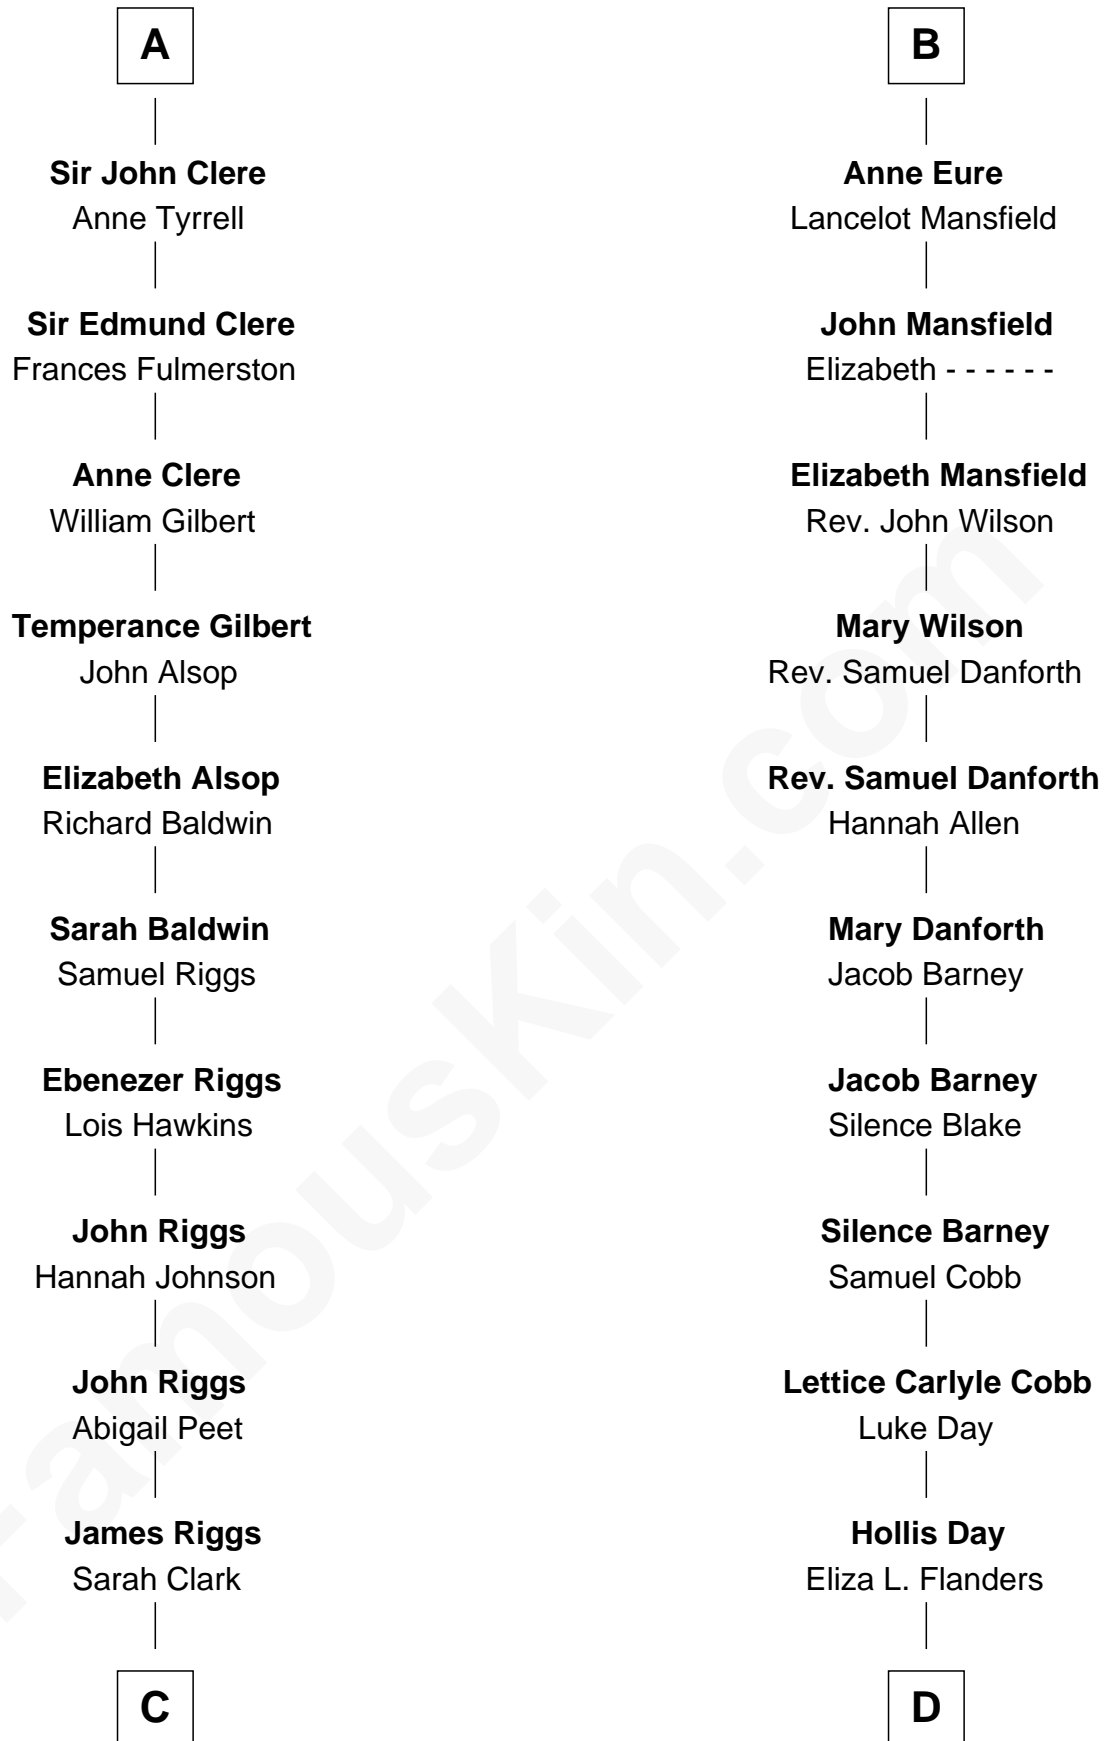 A
Sir John Clere
Anne Tyrrell
Sir Edmund Clere
Frances Fulmerston
Anne Clere
William Gilbert
Temperance Gilbert
John Alsop
Elizabeth Alsop
Richard Baldwin
Sarah Baldwin
Samuel Riggs
Ebenezer Riggs
Lois Hawkins
John Riggs
Hannah Johnson
John Riggs
Abigail Peet
James Riggs
Sarah Clark
C
B
Anne Eure
Lancelot Mansfield
John Mansfield
Elizabeth - - - - - -
Elizabeth Mansfield
Rev. John Wilson
Mary Wilson
Rev. Samuel Danforth
Rev. Samuel Danforth
Hannah Allen
Mary Danforth
Jacob Barney
Jacob Barney
Silence Blake
Silence Barney
Samuel Cobb
Lettice Carlyle Cobb
Luke Day
Hollis Day
Eliza L. Flanders
D
FamousKin.com